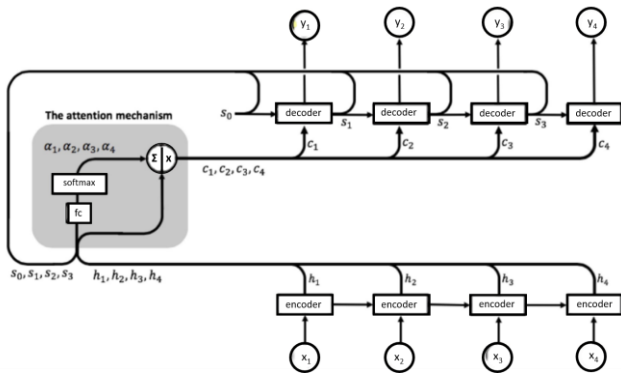 y₁ y₂ y₃ y₄
The attention mechanism
s₀ decoder s₁ decoder s₂ decoder s₃ decoder
α₁, α₂, α₃, α₄
c₁ c₂ c₃ c₄
Σ x
c₁, c₂, c₃, c₄
softmax
fc
s₀, s₁, s₂, s₃ h₁, h₂, h₃, h₄
h₁ h₂ h₃ h₄
encoder encoder encoder encoder
x₁ x₂ x₃ x₄